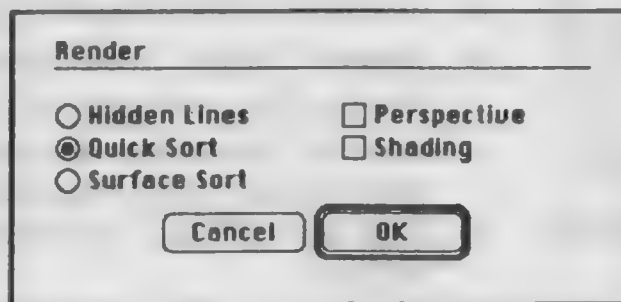 Render
Hidden Lines
Quick Sort
Surface Sort
Perspective
Shading
Cancel
OK